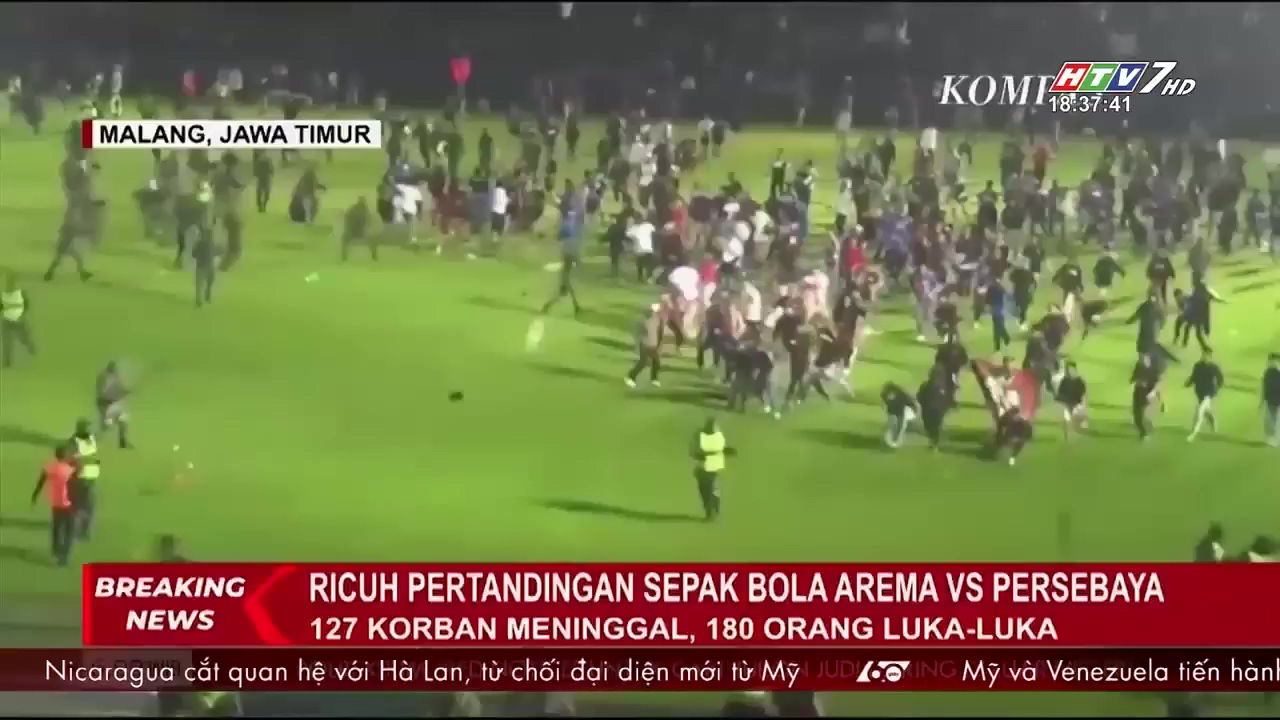 KOMP
HTV7 HD
18:37:41
MALANG, JAWA TIMUR
BREAKING NEWS
RICUH PERTANDINGAN SEPAK BOLA AREMA VS PERSEBAYA
127 KORBAN MENINGGAL, 180 ORANG LUKA-LUKA
Nicaragua cắt quan hệ với Hà Lan, từ chối đại diện mới từ Mỹ 60 Mỹ và Venezuela tiến hành